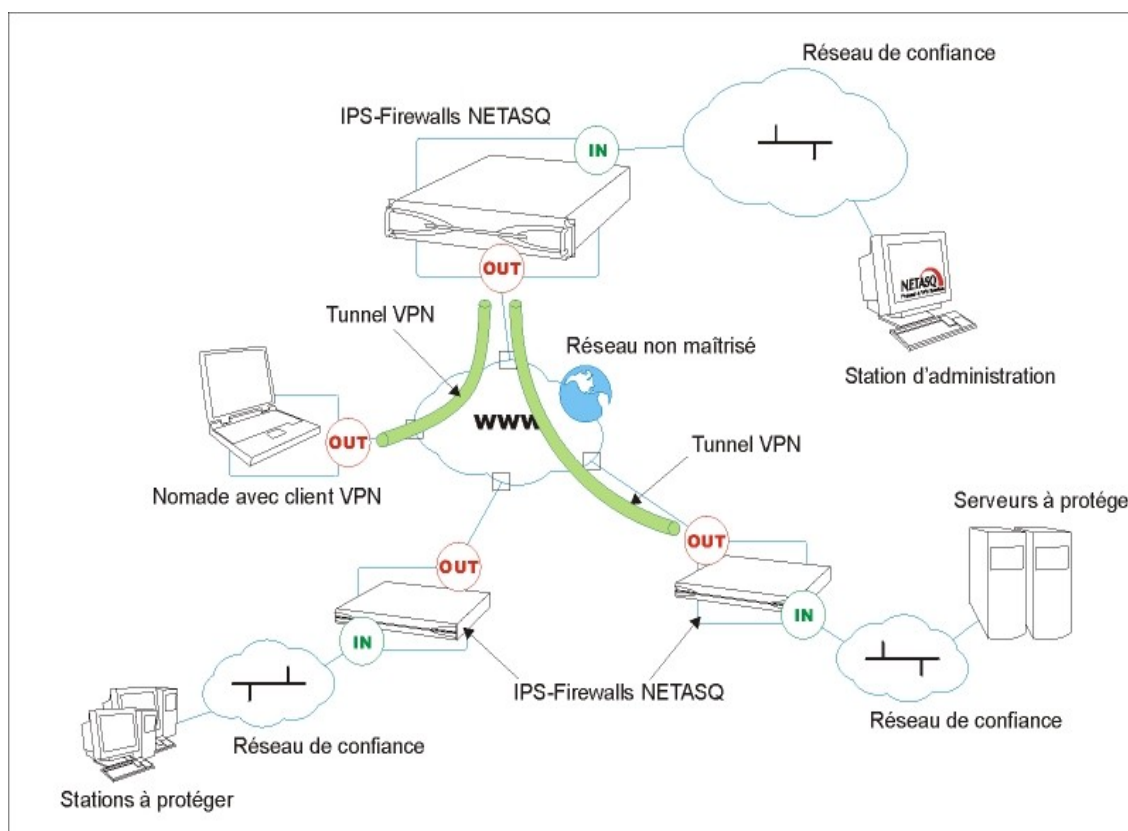 Réseau de confiance
IPS-Firewalls NETASQ
IN
OUT
NETASQ
Tunnel VPN
Réseau non maîtrisé
Station d'administration
www
OUT
Tunnel VPN
Nomade avec client VPN
Serveurs à protége
OUT
OUT
IN
IN
IPS-Firewalls NETASQ
Réseau de confiance
Réseau de confiance
Stations à protéger